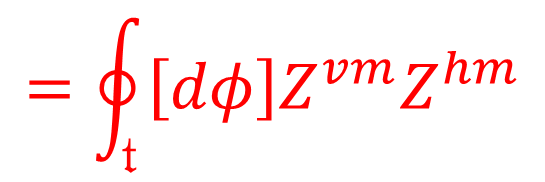 = ∮_𝔱 [dϕ] Z^{vm} Z^{hm}